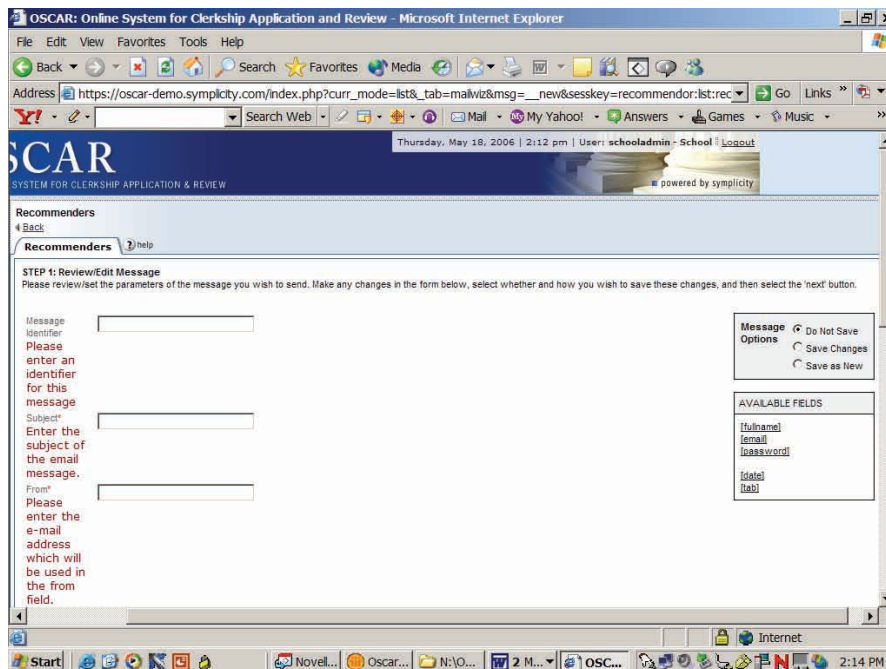 OSCAR: Online System for Clerkship Application and Review - Microsoft Internet Explorer
File Edit View Favorites Tools Help
Back Search Favorites Media
Address https://oscar-demo.symplicity.com/index.php?curr_mode=list&_tab=mailwiz&msg=__new&sesskey=recommendor:list:rec Go Links »
Y! Search Web Mail My Yahoo! Answers Games Music »
Thursday, May 18, 2006 | 2:12 pm | User: schooladmin - School Logout
SCAR
SYSTEM FOR CLERKSHIP APPLICATION & REVIEW
powered by symplicity
Recommenders
Back
Recommenders ? help
STEP 1: Review/Edit Message
Please review/set the parameters of the message you wish to send. Make any changes in the form below, select whether and how you wish to save these changes, and then select the 'next' button.
Message
Identifier
Please
enter an
identifier
for this
message
Subject*
Enter the
subject of
the email
message.
From*
Please
enter the
e-mail
address
which will
be used in
the from
field.
Message
Options
Do Not Save
Save Changes
Save as New
AVAILABLE FIELDS
[fullname]
[email]
[password]
[date]
[tab]
Internet
Start Novell... Oscar... N:\O... 2 M... OSC... 2:14 PM